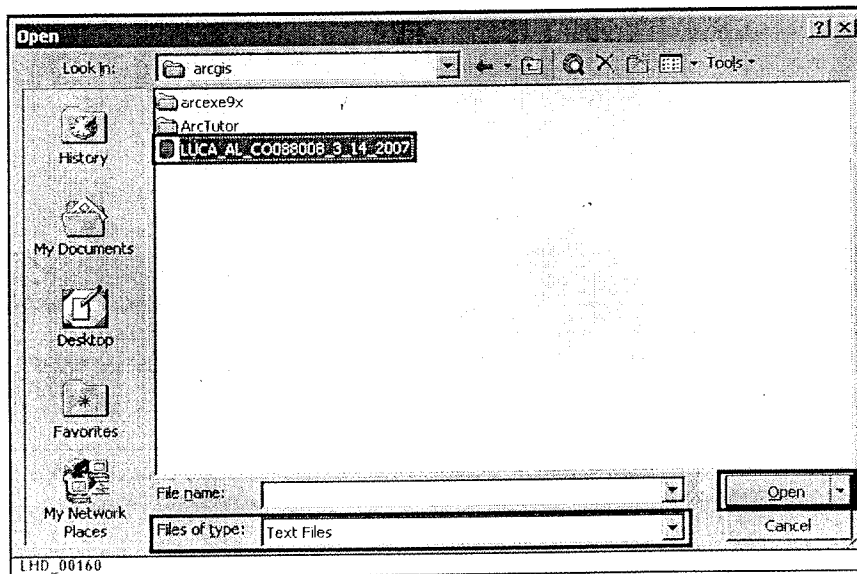 Open
Look in: arcgis Tools
arcexe9x
ArcTutor
LUCA_AL_CO088008_3_14_2007
History
My Documents
Desktop
Favorites
My Network Places
File name:
Open
Files of type: Text Files
Cancel
LHD_00160